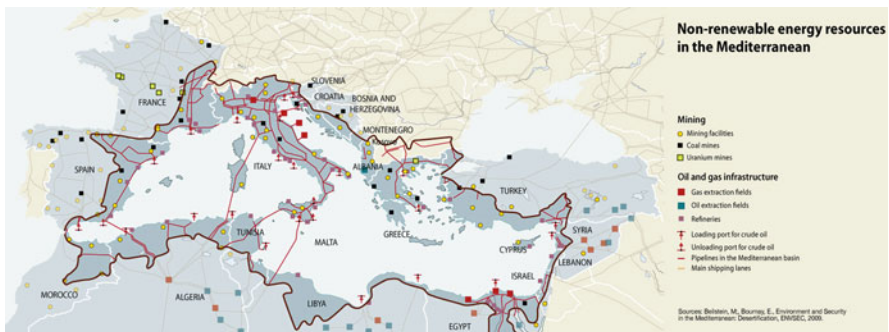 Non-renewable energy resources
in the Mediterranean
SLOVENIA
CROATIA
BOSNIA AND
HERZEGOVINA
FRANCE
MONTENEGRO
Kosovo
ITALY
ALBANIA
SPAIN
TURKEY
GREECE
TUNISIA
MALTA
SYRIA
CYPRUS
LEBANON
ISRAEL
MOROCCO
ALGERIA
LIBYA
EGYPT
Mining
Mining facilities
Coal mines
Uranium mines
Oil and gas infrastructure
Gas extraction fields
Oil extraction fields
Refineries
Loading port for crude oil
Unloading port for crude oil
Pipelines in the Mediterranean basin
Main shipping lanes
Sources: Beilstein, M., Bournay, E., Environment and Security
in the Mediterranean: Desertification, ENVSEC, 2009.